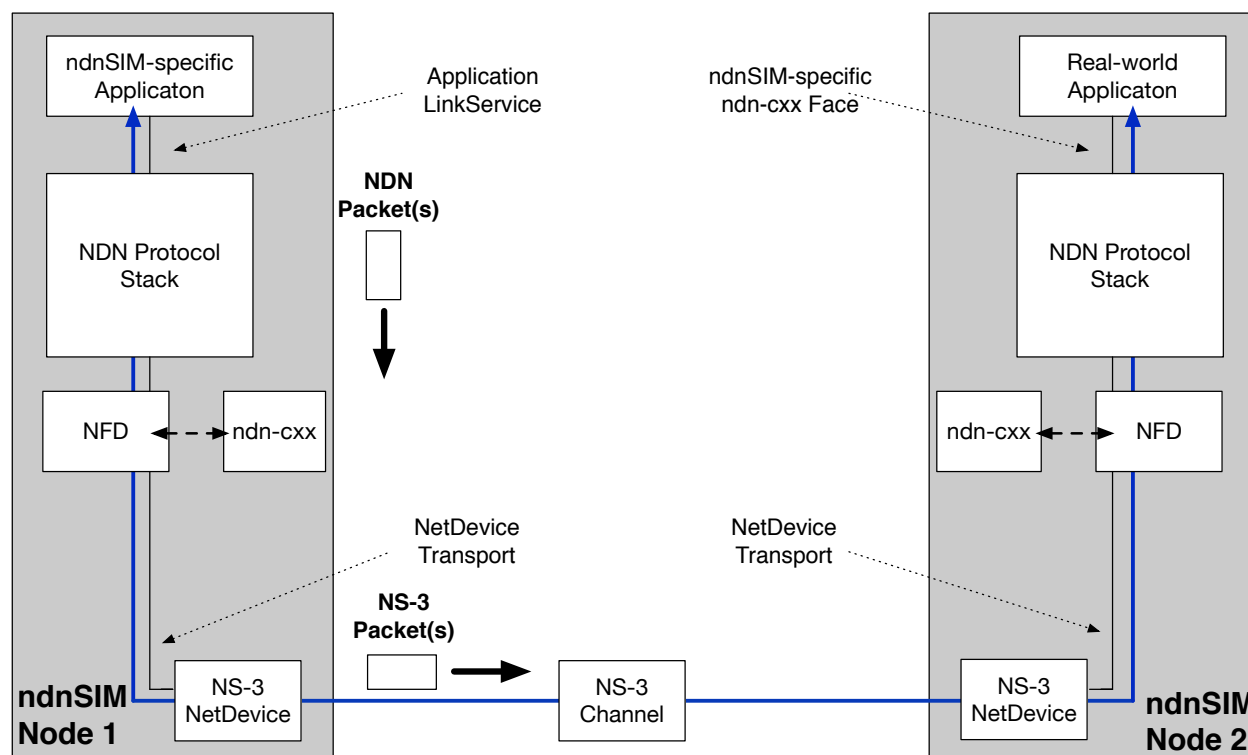 ndnSIM-specific
Applicaton
Application
LinkService
ndnSIM-specific
ndn-cxx Face
Real-world
Applicaton
NDN
Packet(s)
NDN Protocol
Stack
NDN Protocol
Stack
NFD
ndn-cxx
ndn-cxx
NFD
NetDevice
Transport
NetDevice
Transport
NS-3
Packet(s)
ndnSIM
Node 1
NS-3
NetDevice
NS-3
Channel
NS-3
NetDevice
ndnSIM
Node 2